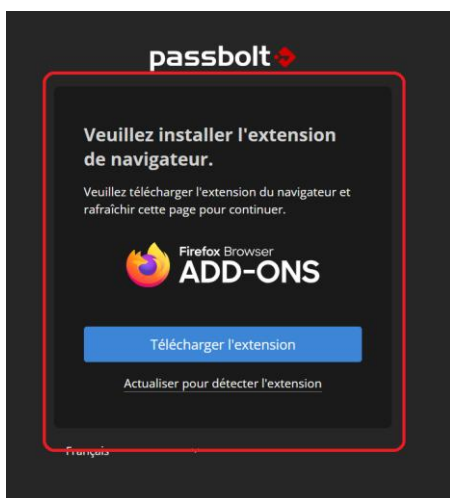 passbolt
Veuillez installer l'extension
de navigateur.
Veuillez télécharger l'extension du navigateur et
rafraîchir cette page pour continuer.
Firefox Browser
ADD-ONS
Télécharger l'extension
Actualiser pour détecter l'extension
Français